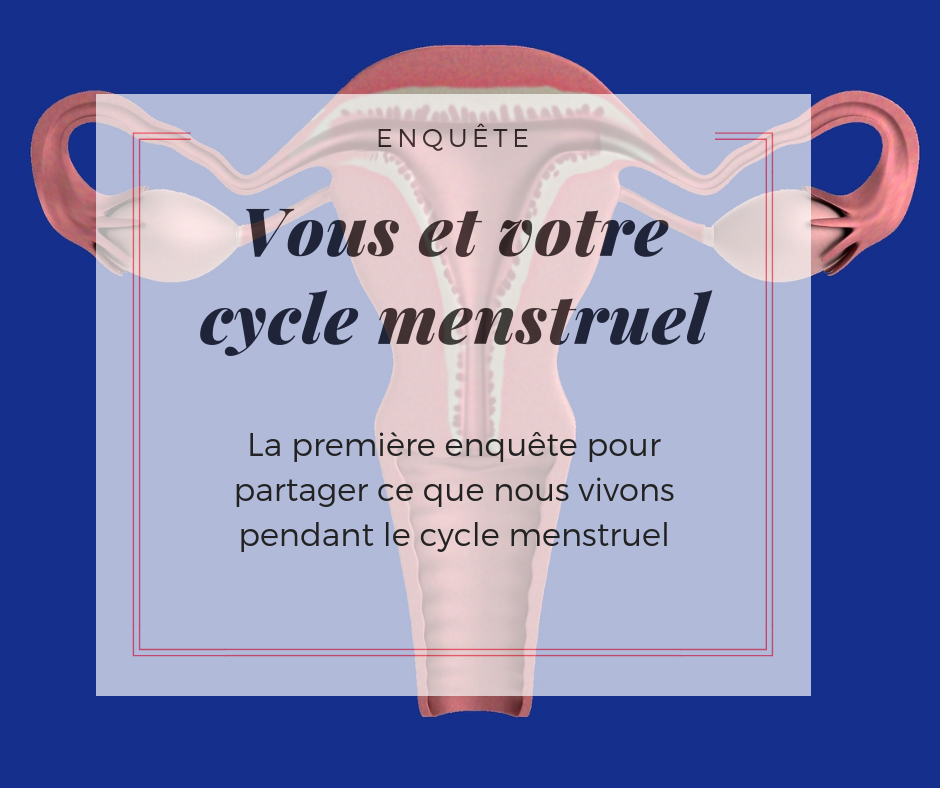 ENQUÊTE
Vous et votre
cycle menstruel
La première enquête pour
partager ce que nous vivons
pendant le cycle menstruel